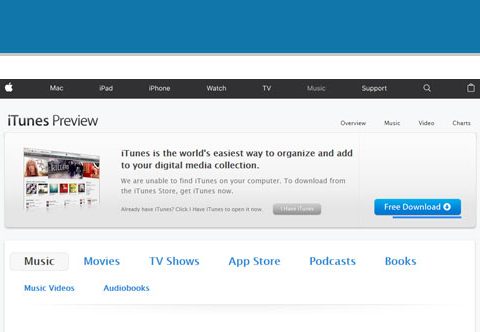 Mac iPad iPhone Watch TV Music Support
iTunes Preview
Overview Music Video Charts
iTunes is the world's easiest way to organize and add
to your digital media collection.
We are unable to find iTunes on your computer. To download from
the iTunes Store, get iTunes now.
Already have iTunes? Click I Have iTunes to open it now.
I Have iTunes
Free Download
Music Movies TV Shows App Store Podcasts Books
Music Videos Audiobooks